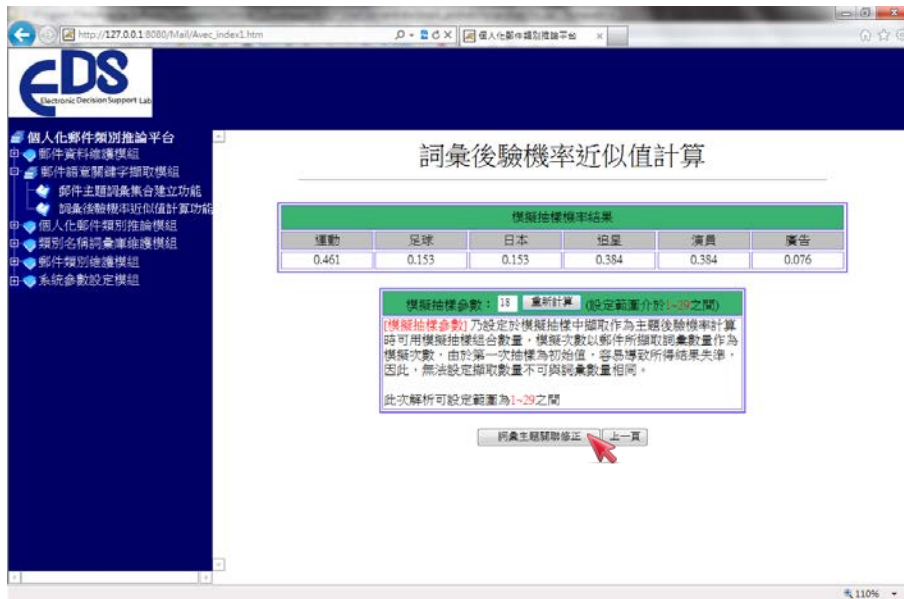 http://127.0.0.1:8080/Mail/Avec_index1.htm
個人化郵件類別推論平台
EDS
Electronic Decision Support Lab
個人化郵件類別推論平台
郵件資料維護模組
郵件語意關鍵字擷取模組
郵件主題詞彙集合建立功能
詞彙後驗機率近似值計算功能
個人化郵件類別推論模組
類別名稱詞彙庫維護模組
郵件類別維護模組
系統參數設定模組
詞彙後驗機率近似值計算
模擬抽樣機率結果
運動 足球 日本 追星 演員 廣告
0.461 0.153 0.153 0.384 0.384 0.076
模擬抽樣參數： 18 重新計算 (設定範圍介於1~29之間)
[模擬抽樣參數] 乃設定於模擬抽樣中擷取作為主題後驗機率計算
時可用模擬抽樣組合數量，模擬次數以郵件所擷取詞彙數量作為
模擬次數，由於第一次抽樣為初始值，容易導致所得結果失準，
因此，無法設定擷取數量不可與詞彙數量相同。
此次解析可設定範圍為1~29之間
詞彙主題關聯修正 上一頁
110%